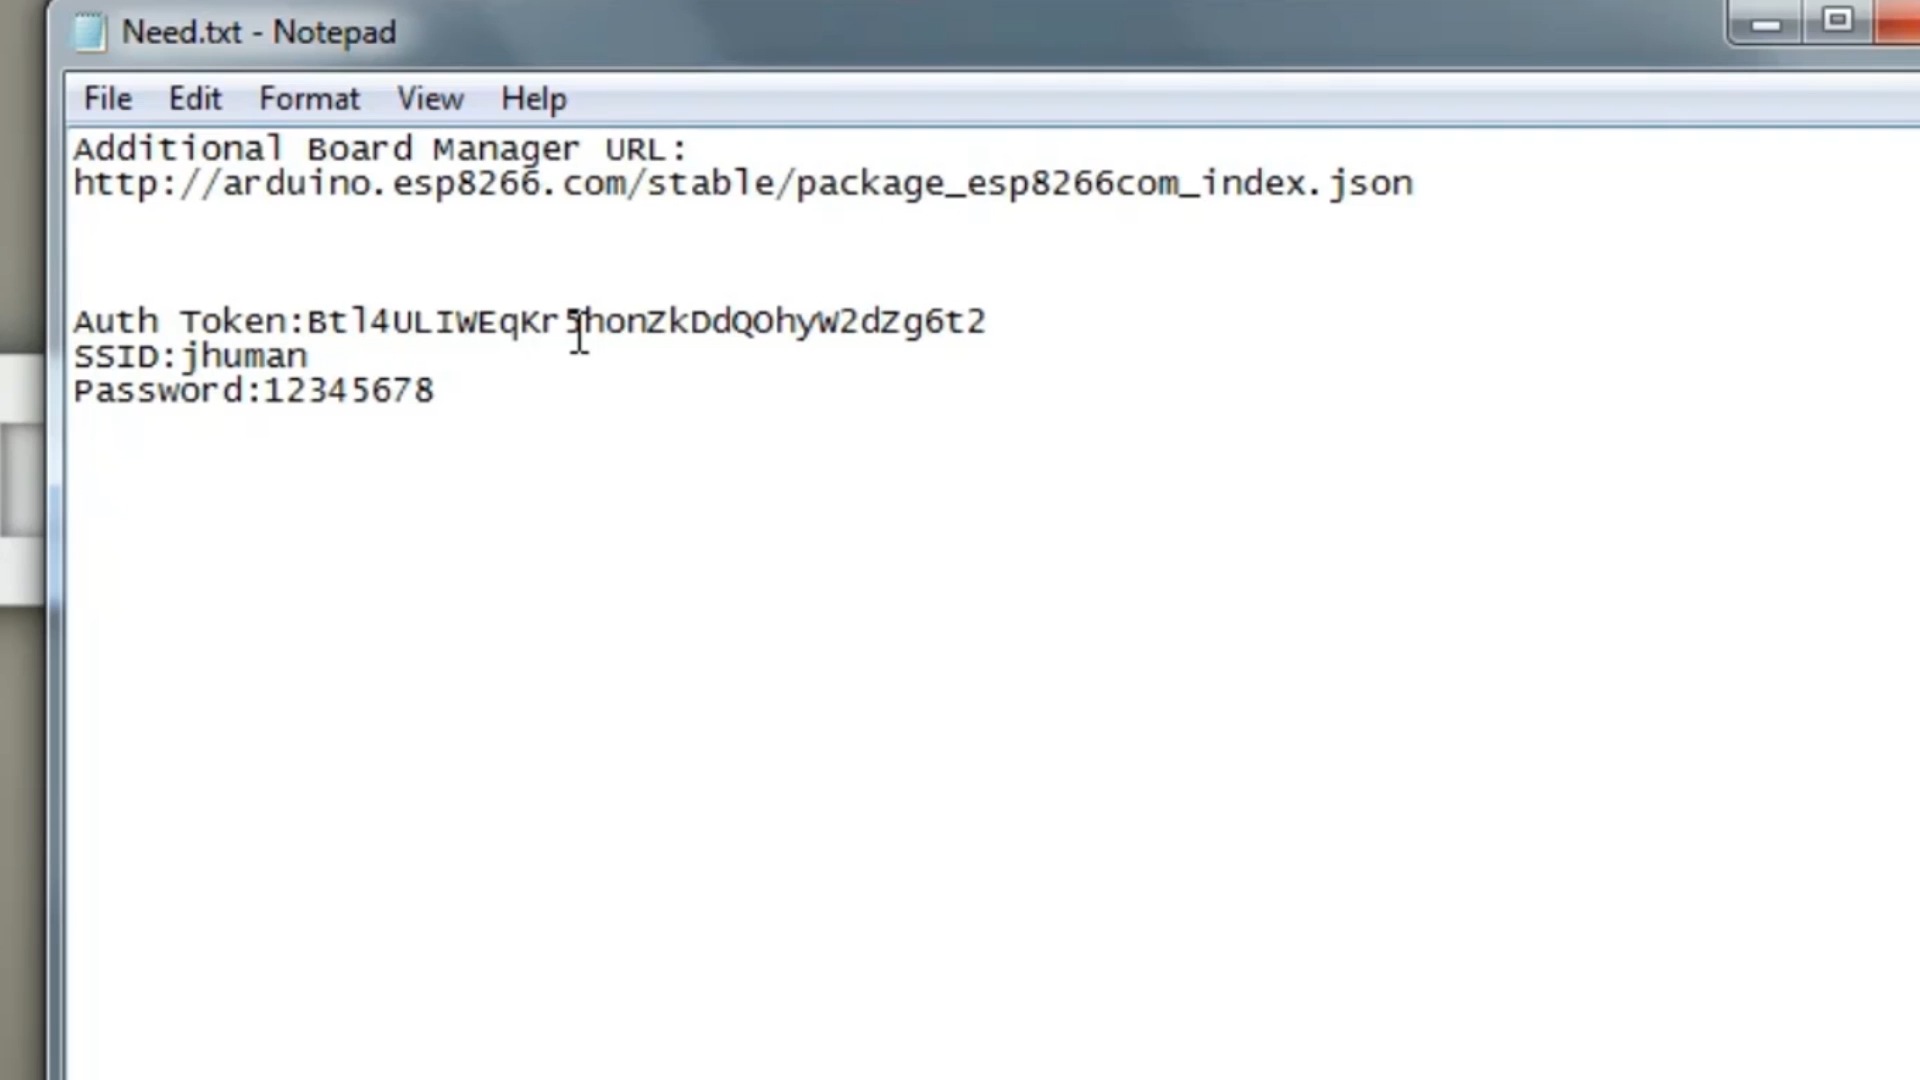 Need.txt - Notepad
File Edit Format View Help
Additional Board Manager URL:
http://arduino.esp8266.com/stable/package_esp8266com_index.json
Auth Token:Btl4ULIWEqKr5honZkDdQOhyW2dZg6t2
SSID:jhuman
Password:12345678